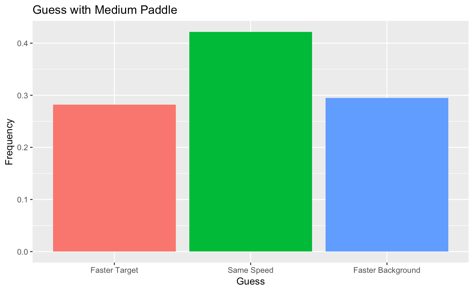 Guess with Medium Paddle
Frequency
0.4
0.3
0.2
0.1
0.0
Faster Target
Same Speed
Faster Background
Guess